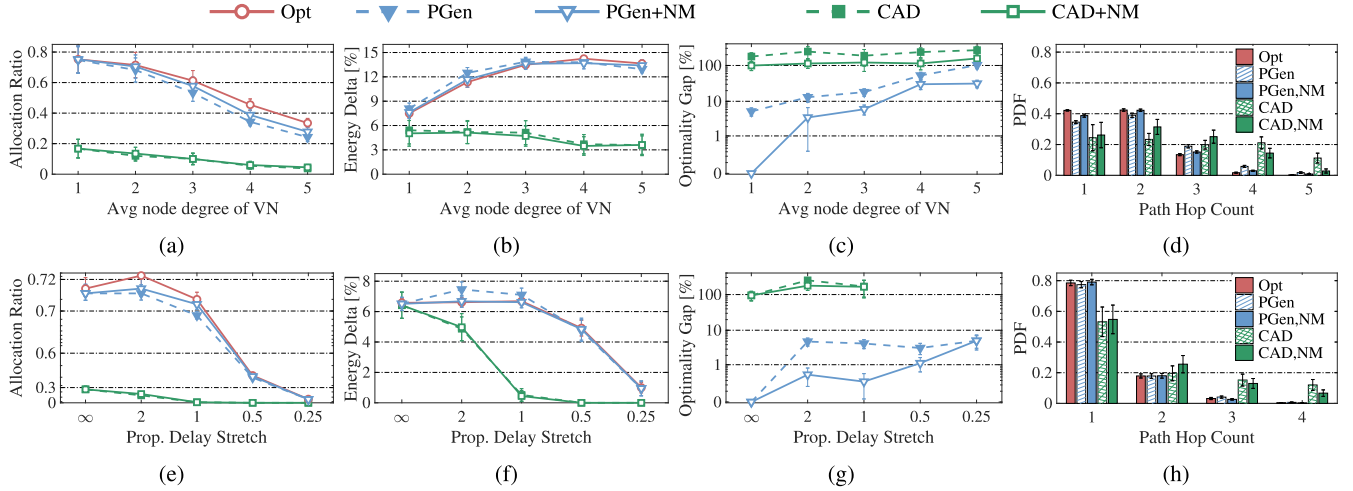 Opt PGen PGen+NM CAD CAD+NM
Allocation Ratio
0.8
0.6
0.4
0.2
0
1 2 3 4 5
Avg node degree of VN
(a)
Energy Delta [%]
15
12
9
6
3
0
1 2 3 4 5
Avg node degree of VN
(b)
Optimality Gap [%]
100
10
1
0
1 2 3 4 5
Avg node degree of VN
(c)
PDF
0.8
0.6
0.4
0.2
0
Opt
PGen
PGen,NM
CAD
CAD,NM
1 2 3 4 5
Path Hop Count
(d)
Allocation Ratio
0.72
0.7
0.6
0.3
0
∞ 2 1 0.5 0.25
Prop. Delay Stretch
(e)
Energy Delta [%]
8
6
4
2
0
∞ 2 1 0.5 0.25
Prop. Delay Stretch
(f)
Optimality Gap [%]
100
10
1
0
∞ 2 1 0.5 0.25
Prop. Delay Stretch
(g)
PDF
0.8
0.6
0.4
0.2
0
Opt
PGen
PGen,NM
CAD
CAD,NM
1 2 3 4
Path Hop Count
(h)